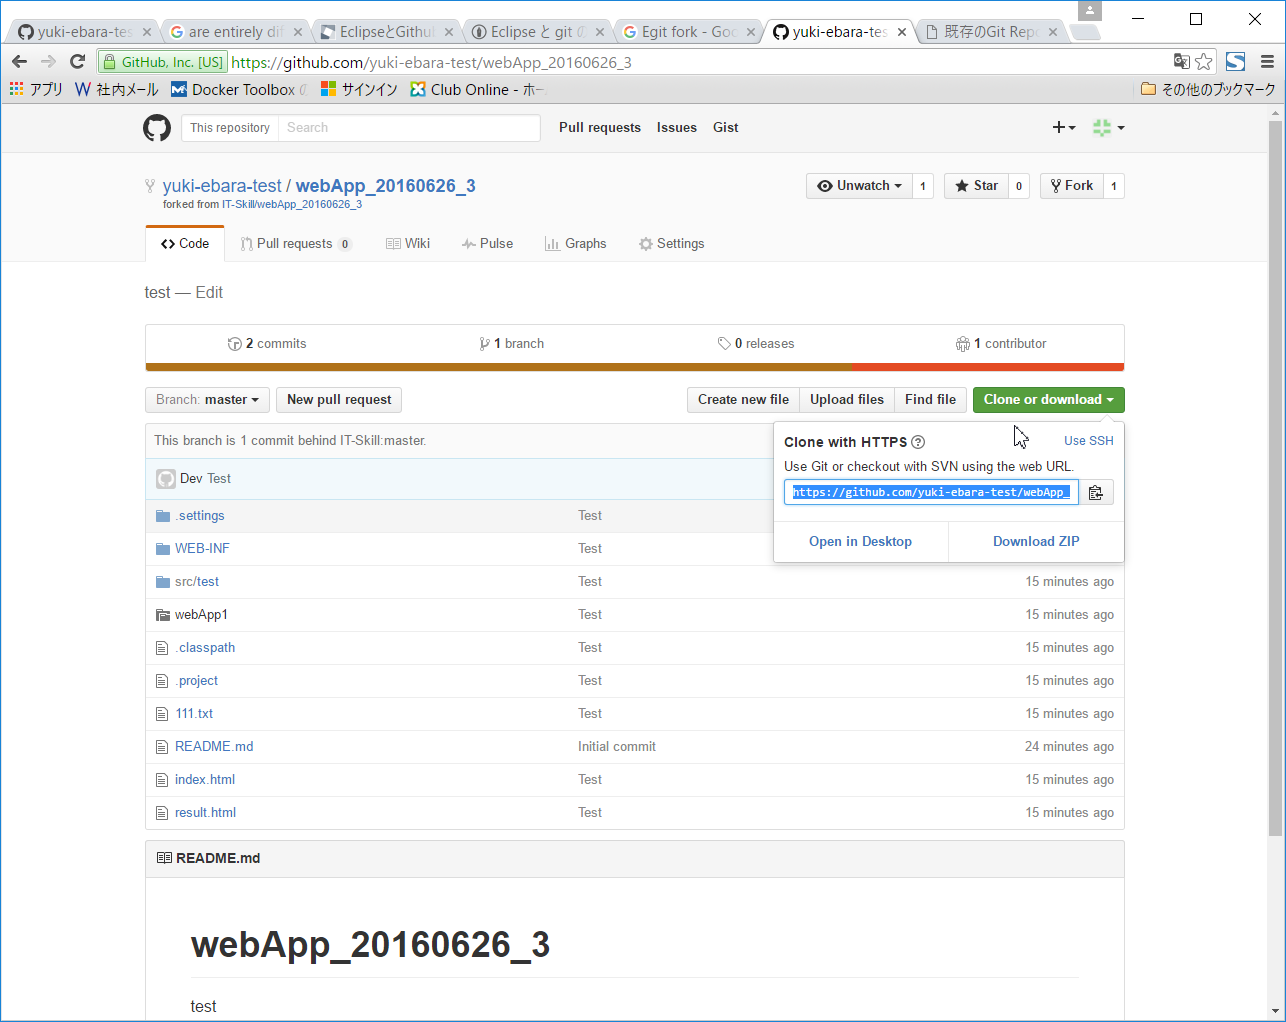 yuki-ebara-tes
are entirely dif
EclipseとGithub
Eclipse と git の
Egit fork - Goo
yuki-ebara-tes
既存のGit Repo
GitHub, Inc. [US] https://github.com/yuki-ebara-test/webApp_20160626_3
アプリ 社内メール Docker Toolbox サインイン Club Online - ホー その他のブックマーク
This repository Search Pull requests Issues Gist
yuki-ebara-test / webApp_20160626_3 Unwatch 1 Star 0 Fork 1
forked from IT-Skill/webApp_20160626_3
Code Pull requests 0 Wiki Pulse Graphs Settings
test — Edit
2 commits 1 branch 0 releases 1 contributor
Branch: master New pull request Create new file Upload files Find file Clone or download
This branch is 1 commit behind IT-Skill:master.
Clone with HTTPS ? Use SSH
Use Git or checkout with SVN using the web URL.
https://github.com/yuki-ebara-test/webApp_
Open in Desktop Download ZIP
Dev Test
.settings Test
WEB-INF Test
src/test Test 15 minutes ago
webApp1 Test 15 minutes ago
.classpath Test 15 minutes ago
.project Test 15 minutes ago
111.txt Test 15 minutes ago
README.md Initial commit 24 minutes ago
index.html Test 15 minutes ago
result.html Test 15 minutes ago
README.md
webApp_20160626_3
test